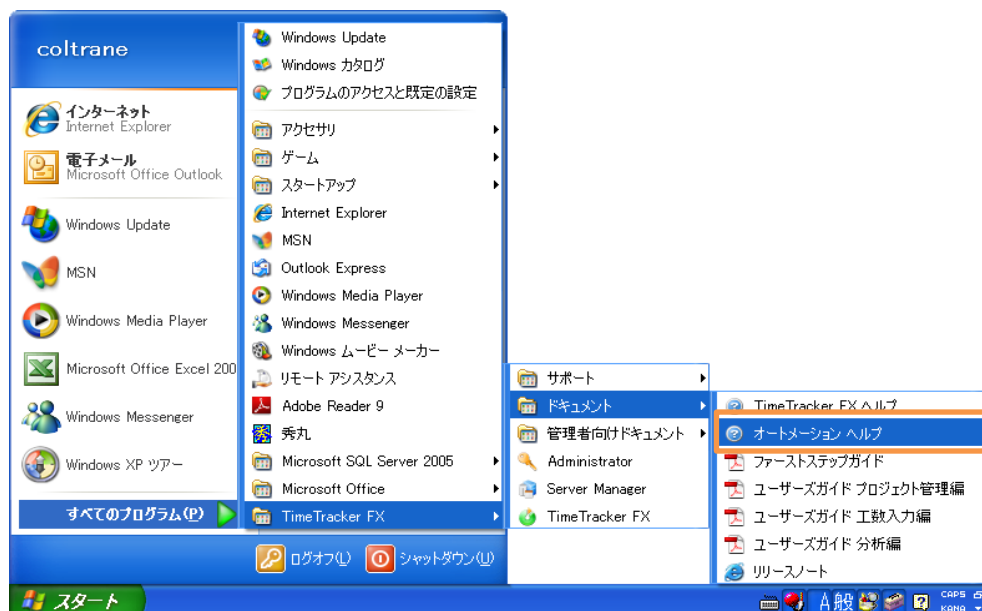 coltrane
インターネット
Internet Explorer
電子メール
Microsoft Office Outlook
Windows Update
MSN
Windows Media Player
Microsoft Office Excel 200
Windows Messenger
Windows XP ツアー
すべてのプログラム(P)
Windows Update
Windows カタログ
プログラムのアクセスと既定の設定
アクセサリ
ゲーム
スタートアップ
Internet Explorer
MSN
Outlook Express
Windows Media Player
Windows Messenger
Windows ムービー メーカー
リモート アシスタンス
Adobe Reader 9
秀丸
Microsoft SQL Server 2005
Microsoft Office
TimeTracker FX
サポート
ドキュメント
管理者向けドキュメント
Administrator
Server Manager
TimeTracker FX
TimeTracker FX ヘルプ
オートメーション ヘルプ
ファーストステップガイド
ユーザーズガイド プロジェクト管理編
ユーザーズガイド 工数入力編
ユーザーズガイド 分析編
リリースノート
ログオフ(L)
シャットダウン(U)
スタート
A 般
CAPS
KANA